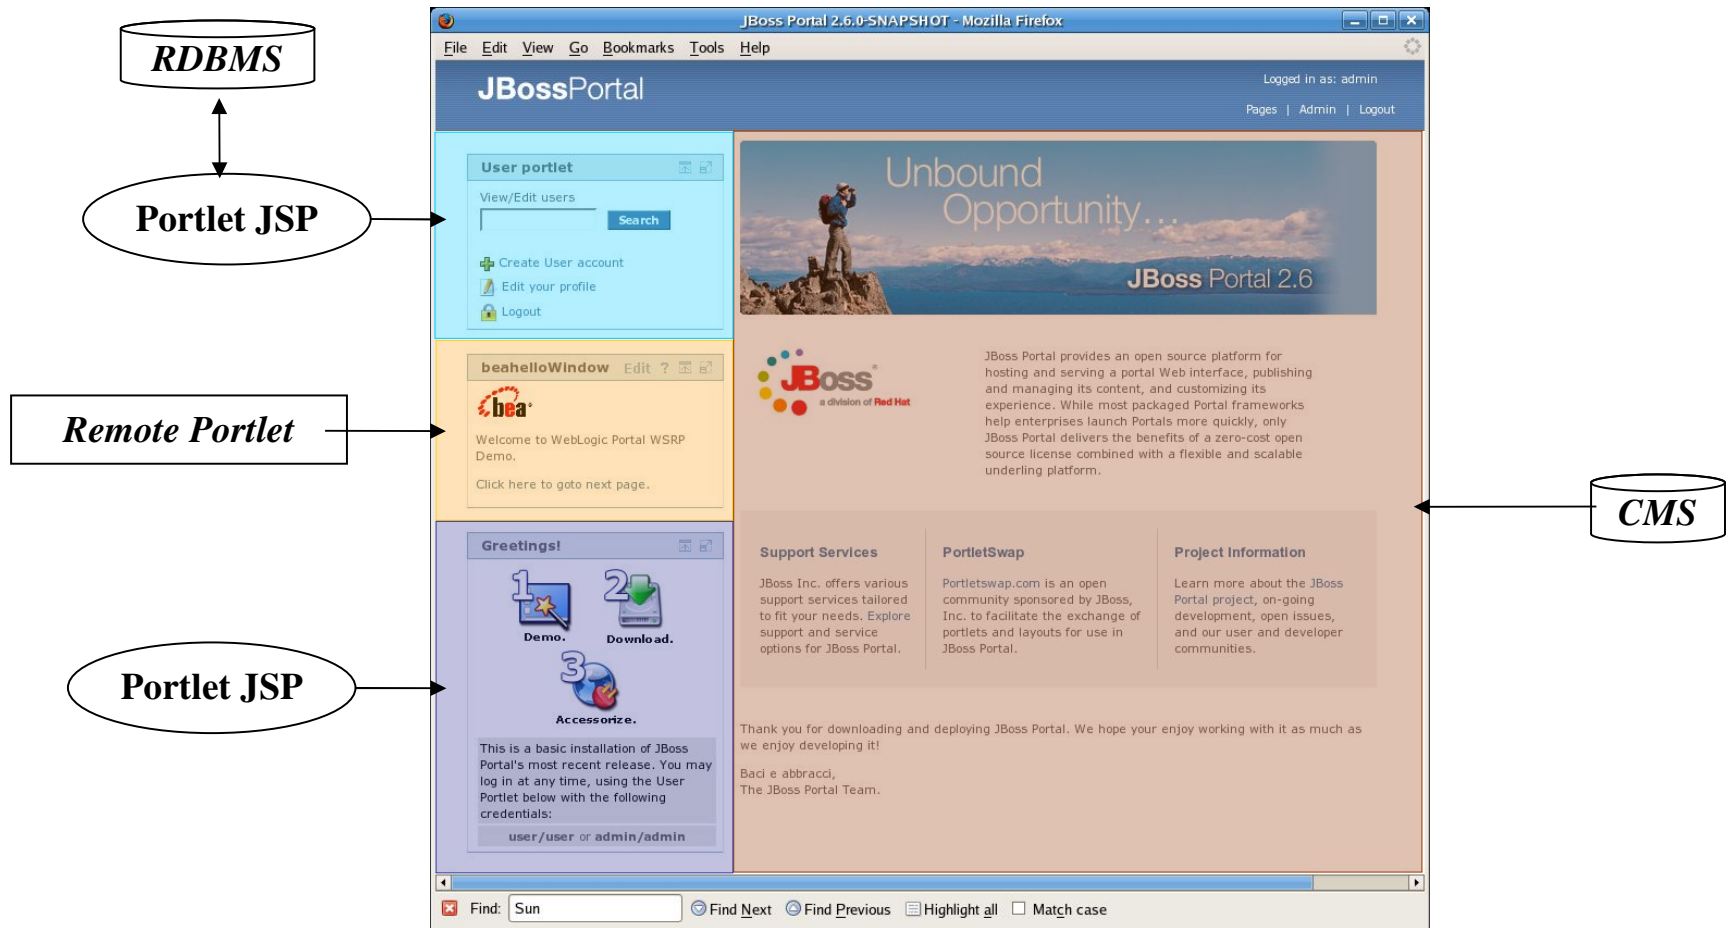 RDBMS
Portlet JSP
Remote Portlet
Portlet JSP
JBoss Portal 2.6.0-SNAPSHOT - Mozilla Firefox
File Edit View Go Bookmarks Tools Help
JBossPortal
Logged in as: admin
Pages | Admin | Logout
User portlet
View/Edit users
Search
Create User account
Edit your profile
Logout
beahelloWindow Edit ?
bea
Welcome to WebLogic Portal WSRP
Demo.
Click here to goto next page.
Greetings!
1 2
Demo. Download.
3
Accessorize.
This is a basic installation of JBoss
Portal's most recent release. You may
log in at any time, using the User
Portlet below with the following
credentials:
user/user or admin/admin
Unbound
Opportunity...
JBoss Portal 2.6
JBoss®
a division of Red Hat
JBoss Portal provides an open source platform for
hosting and serving a portal Web interface, publishing
and managing its content, and customizing its
experience. While most packaged Portal frameworks
help enterprises launch Portals more quickly, only
JBoss Portal delivers the benefits of a zero-cost open
source license combined with a flexible and scalable
underling platform.
Support Services
JBoss Inc. offers various
support services tailored
to fit your needs. Explore
support and service
options for JBoss Portal.
PortletSwap
Portletswap.com is an open
community sponsored by JBoss,
Inc. to facilitate the exchange of
portlets and layouts for use in
JBoss Portal.
Project Information
Learn more about the JBoss
Portal project, on-going
development, open issues,
and our user and developer
communities.
Thank you for downloading and deploying JBoss Portal. We hope your enjoy working with it as much as
we enjoy developing it!
Baci e abbracci,
The JBoss Portal Team.
CMS
Find: Sun Find Next Find Previous Highlight all Match case